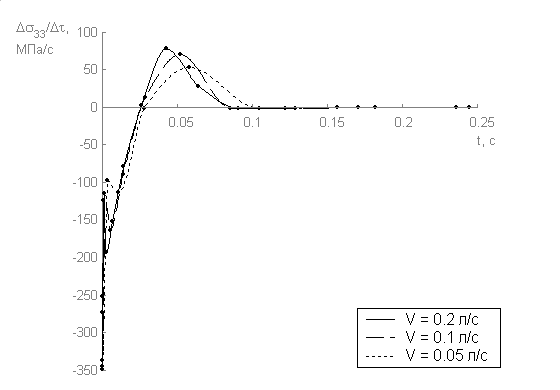 Δσ33/Δτ,
МПа/с
100
50
0
-50
-100
-150
-200
-250
-300
-350
0.05
0.1
0.15
0.2
0.25
t, с
V = 0.2 л/с
V = 0.1 л/с
V = 0.05 л/с